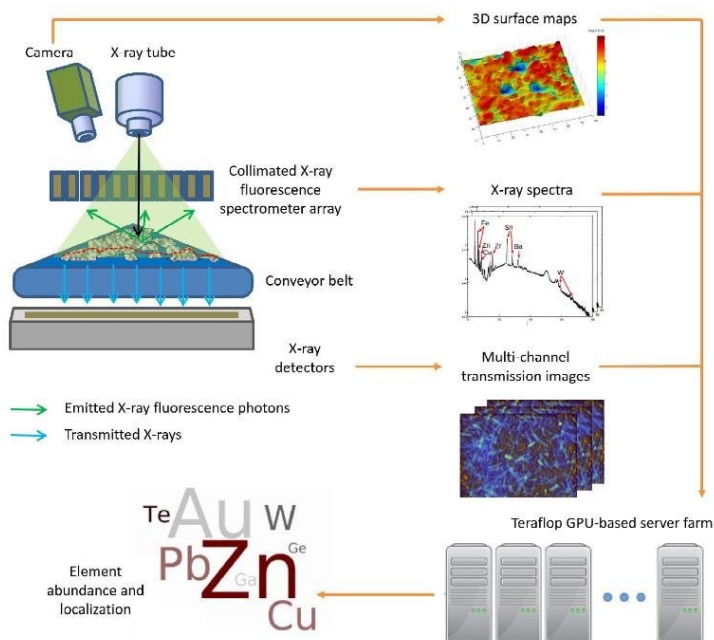 Camera
X-ray tube
3D surface maps
Collimated X-ray
fluorescence
spectrometer array
X-ray spectra
Fe
Zn
Cu
Zr
Sn
Ba
W
Conveyor belt
X-ray
detectors
Multi-channel
transmission images
Emitted X-ray fluorescence photons
Transmitted X-rays
Teraflop GPU-based server farm
Element
abundance and
localization
Te
Au
W
Pb
Zn
Ge
Ga
Cu